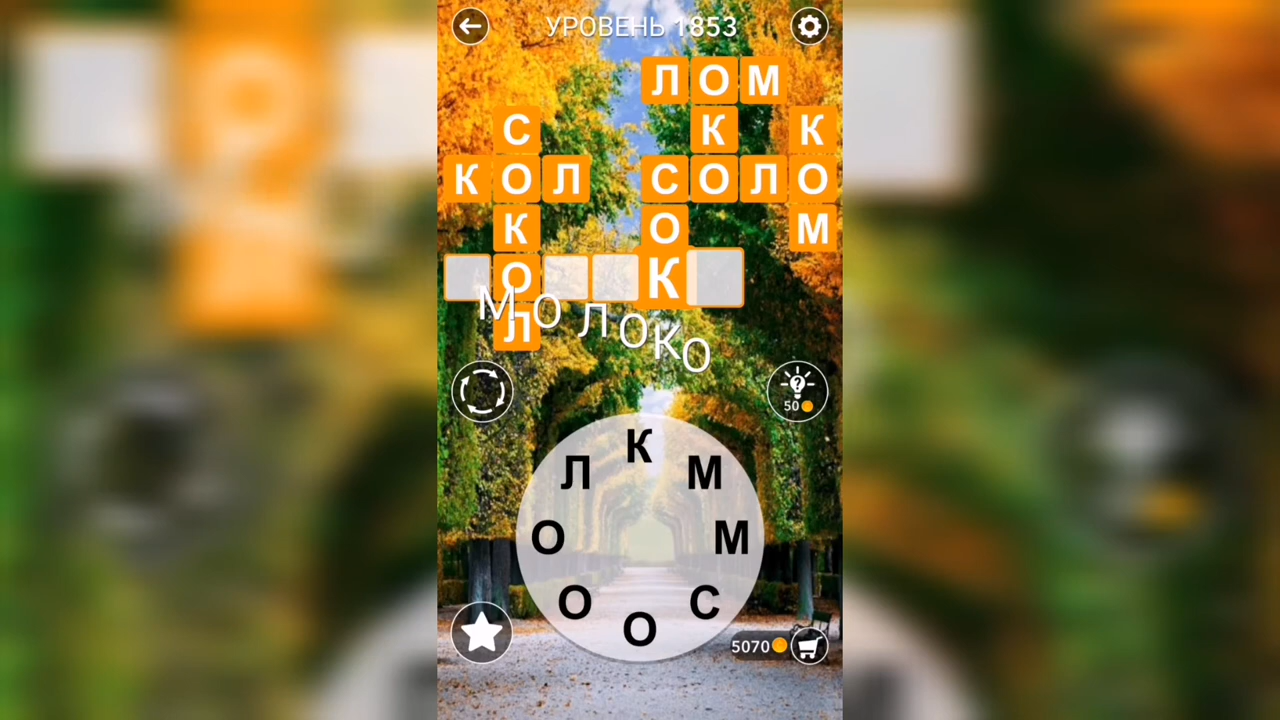 УРОВЕНЬ 1853
ЛОМ
С К К
КОЛ СОЛО
К О М
О К
МОЛОКО
Л
50
К
Л М
О М
О С
О
5070